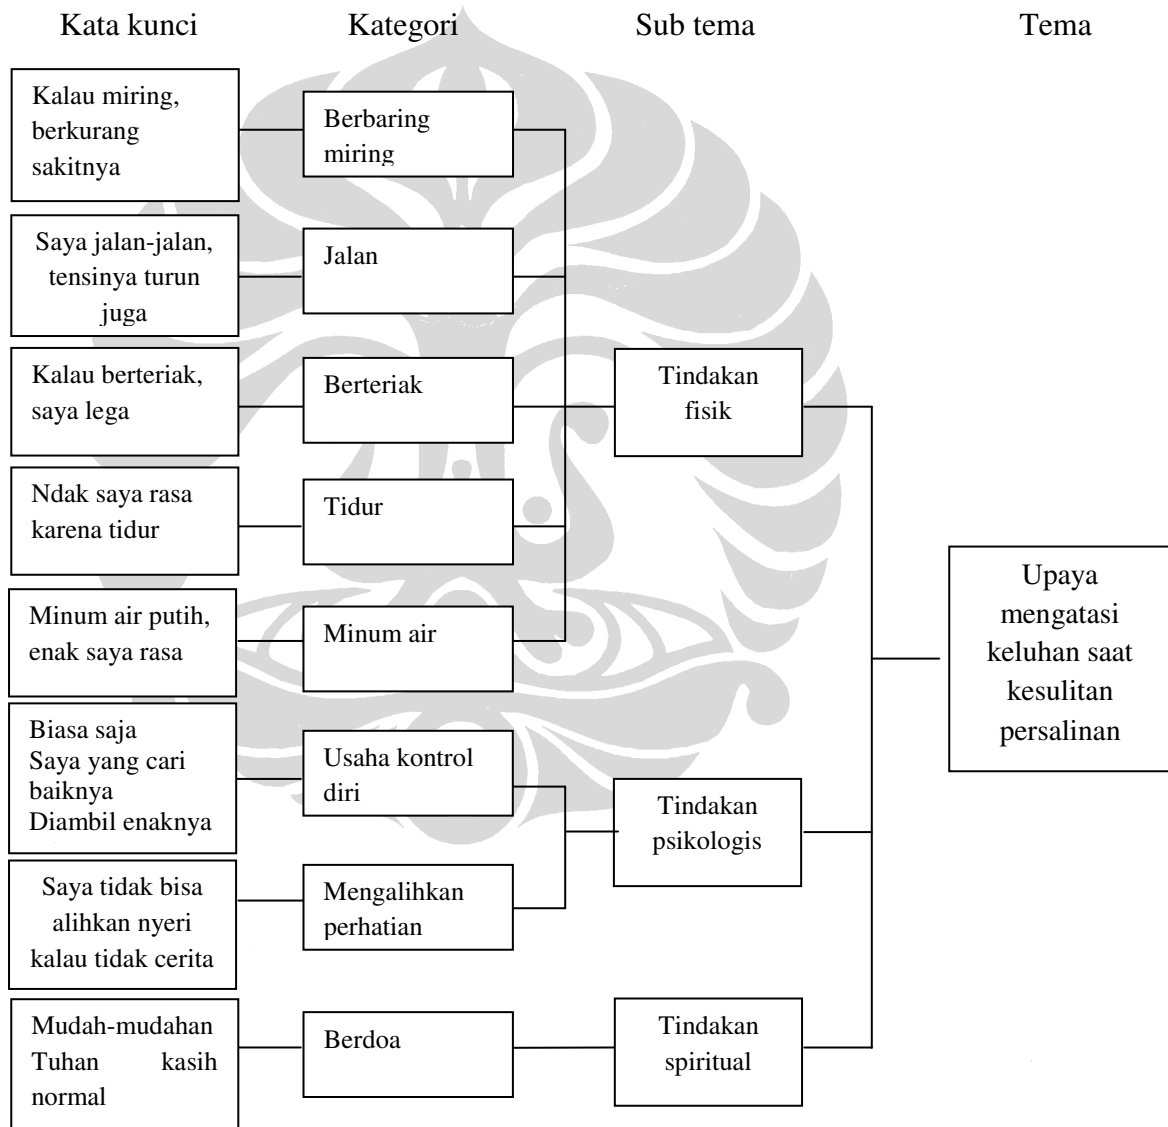 Kata kunci
Kategori
Sub tema
Tema
Kalau miring,
berkurang
sakitnya
Berbaring
miring
Saya jalan-jalan,
tensinya turun
juga
Jalan
Kalau berteriak,
saya lega
Berteriak
Tindakan
fisik
Ndak saya rasa
karena tidur
Tidur
Minum air putih,
enak saya rasa
Minum air
Upaya
mengatasi
keluhan saat
kesulitan
persalinan
Biasa saja
Saya yang cari
baiknya
Diambil enaknya
Usaha kontrol
diri
Tindakan
psikologis
Saya tidak bisa
alihkan nyeri
kalau tidak cerita
Mengalihkan
perhatian
Mudah-mudahan
Tuhan kasih
normal
Berdoa
Tindakan
spiritual